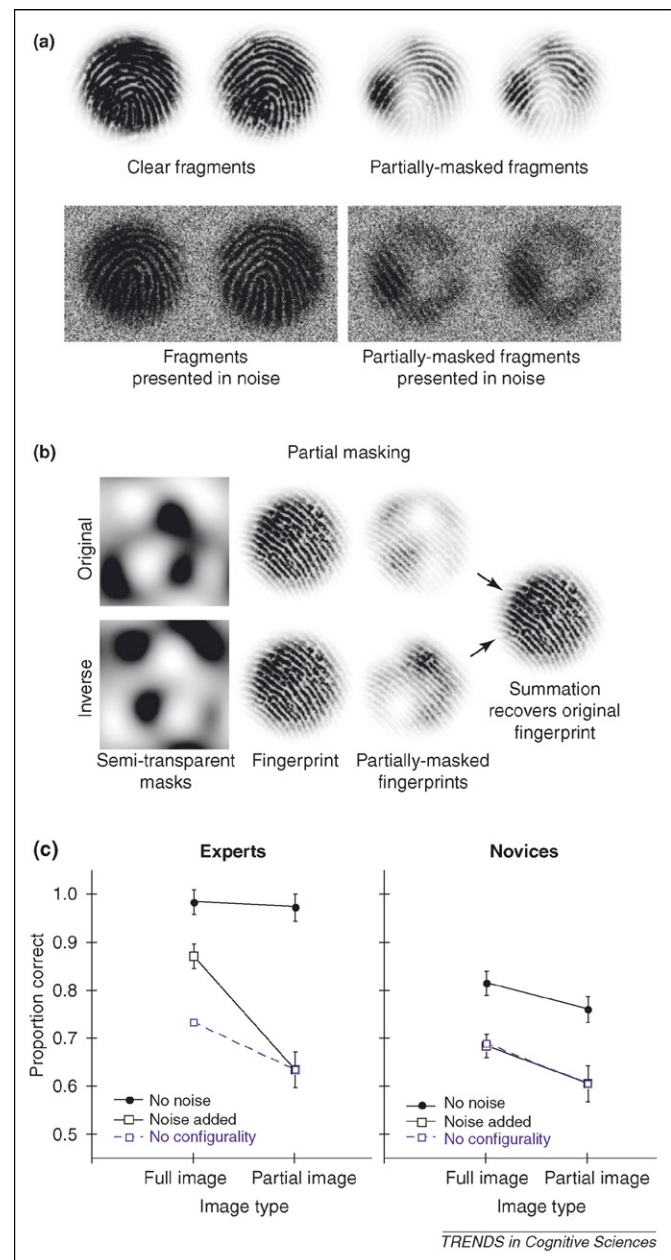 (a)
Clear fragments
Partially-masked fragments
Fragments
presented in noise
Partially-masked fragments
presented in noise
(b)
Partial masking
Original
Inverse
Semi-transparent
masks
Fingerprint
Partially-masked
fingerprints
Summation
recovers original
fingerprint
(c)
Experts
Novices
Proportion correct
1.0
0.9
0.8
0.7
0.6
0.5
No noise
Noise added
No configurality
No noise
Noise added
No configurality
Full image
Partial image
Full image
Partial image
Image type
Image type
TRENDS in Cognitive Sciences